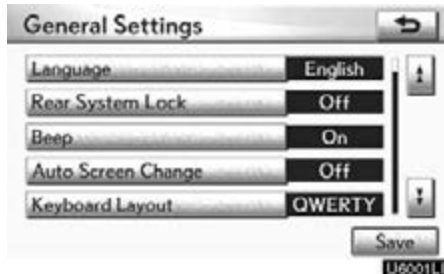 General Settings
Language English
Rear System Lock Off
Beep On
Auto Screen Change Off
Keyboard Layout QWERTY
Save
U6001L